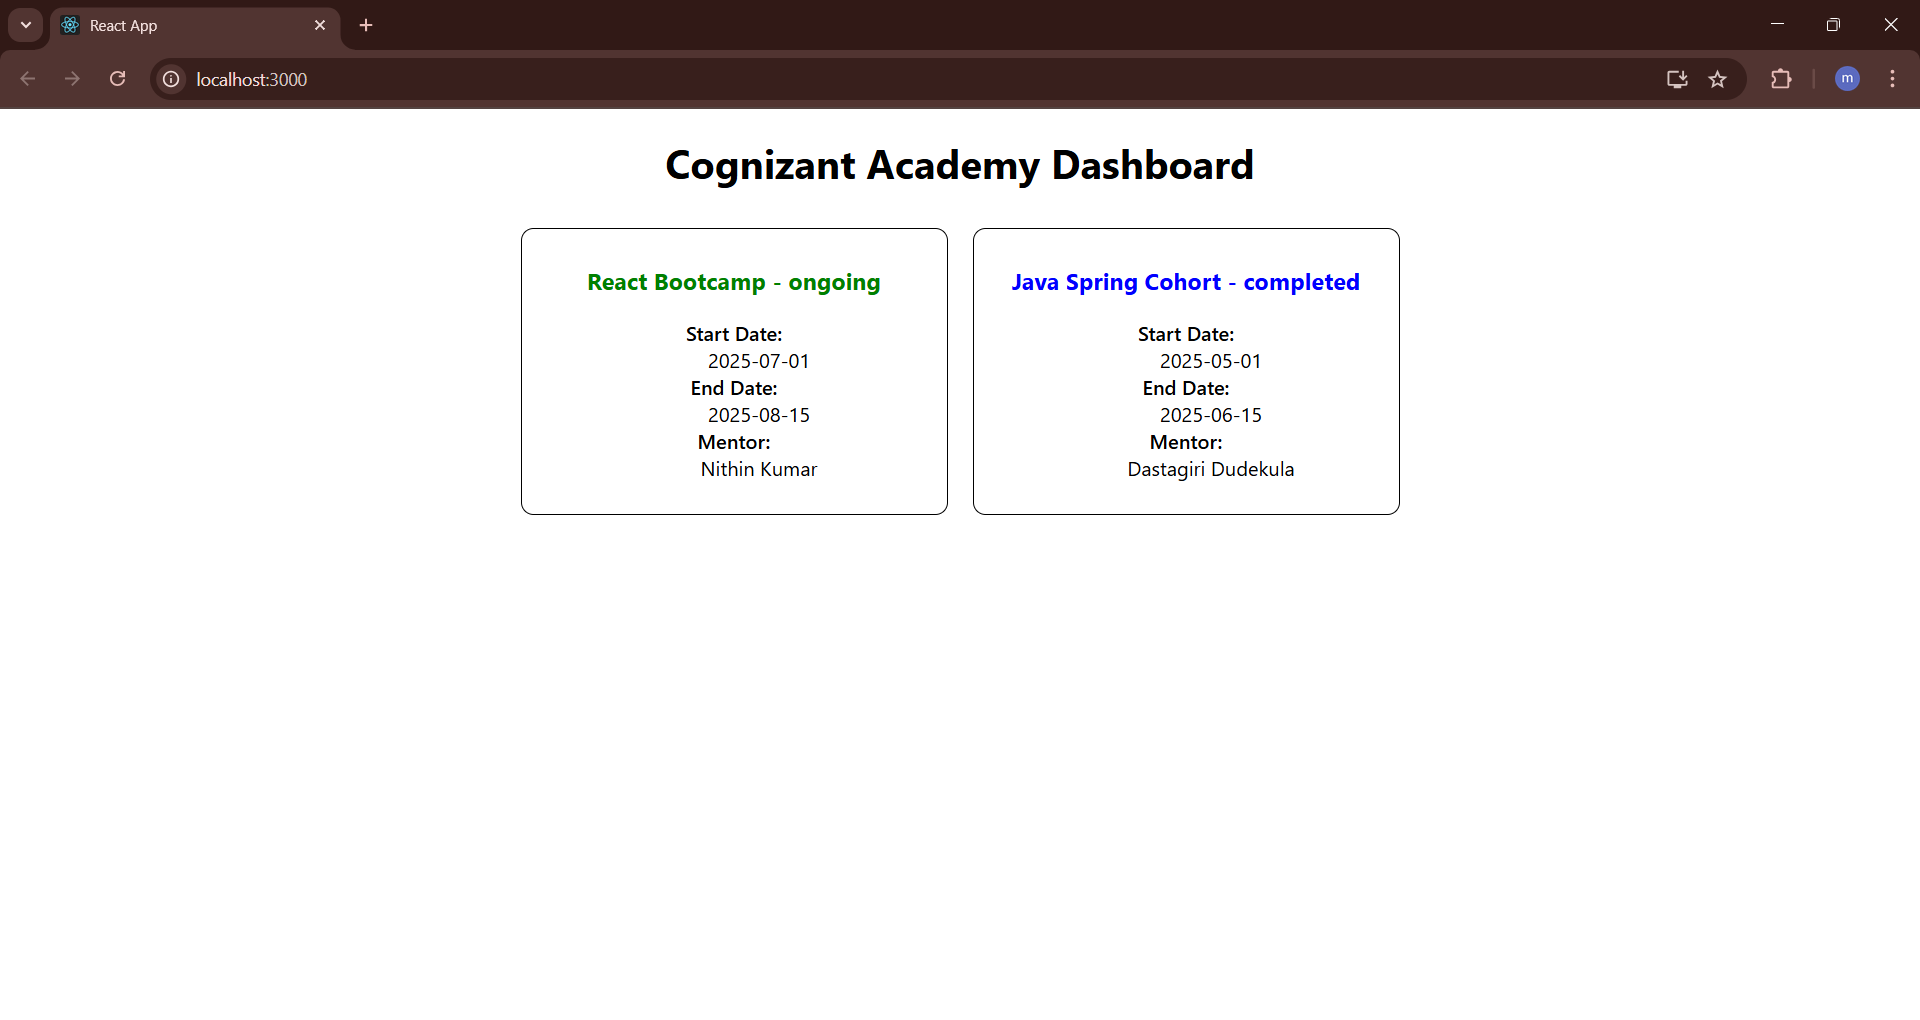 React App
localhost:3000
m
Cognizant Academy Dashboard
React Bootcamp - ongoing
Start Date:
2025-07-01
End Date:
2025-08-15
Mentor:
Nithin Kumar
Java Spring Cohort - completed
Start Date:
2025-05-01
End Date:
2025-06-15
Mentor:
Dastagiri Dudekula